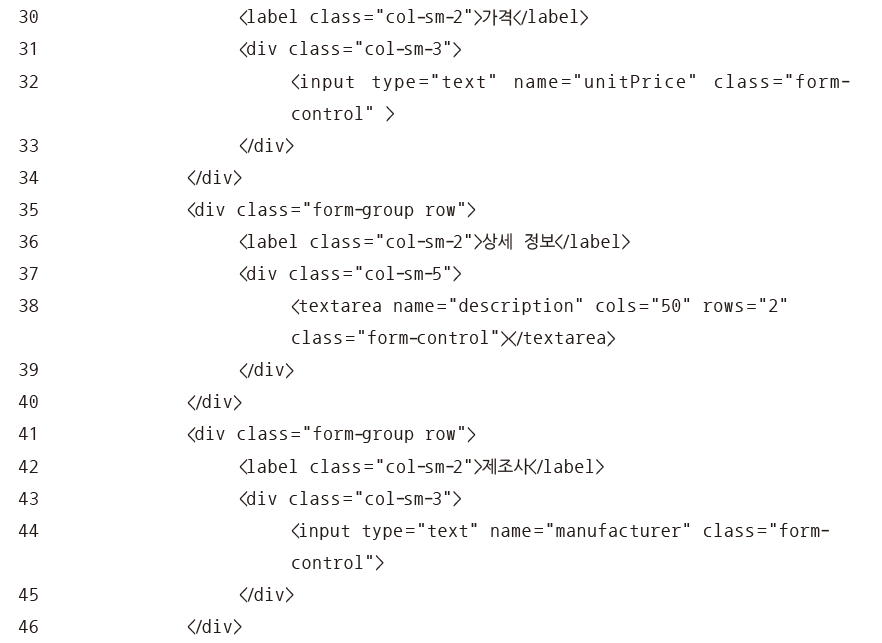 30 <label class="col-sm-2">가격</label>
31 <div class="col-sm-3">
32 <input type="text" name="unitPrice" class="form-
control" >
33 </div>
34 </div>
35 <div class="form-group row">
36 <label class="col-sm-2">상세 정보</label>
37 <div class="col-sm-5">
38 <textarea name="description" cols="50" rows="2"
class="form-control"></textarea>
39 </div>
40 </div>
41 <div class="form-group row">
42 <label class="col-sm-2">제조사</label>
43 <div class="col-sm-3">
44 <input type="text" name="manufacturer" class="form-
control">
45 </div>
46 </div>